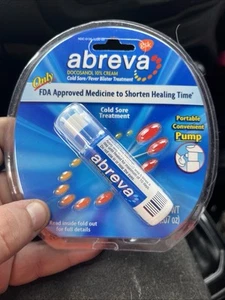 abreva
DOCOSANOL 10% CREAM
Cold Sore/Fever Blister Treatment
Only
FDA Approved Medicine to Shorten Healing Time*
Cold Sore
Treatment
Portable
Convenient
Pump
abreva
Read inside fold out
for full details